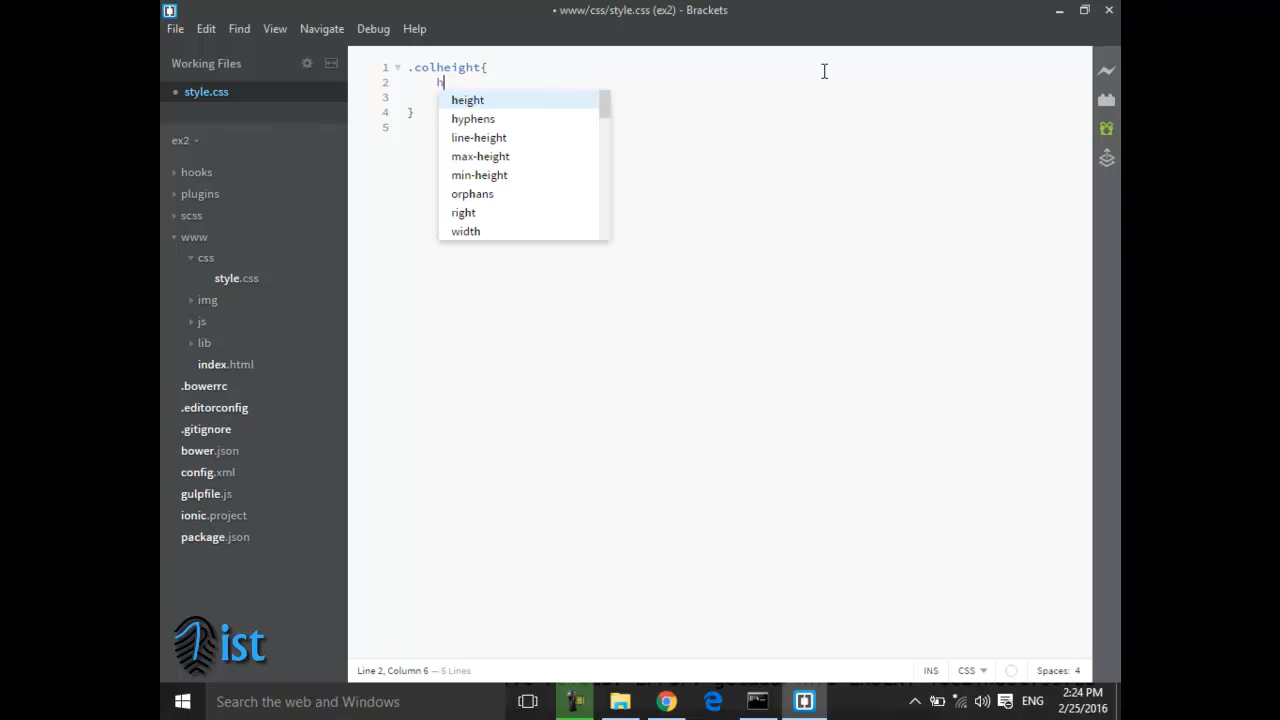 • www/css/style.css (ex2) - Brackets
File Edit Find View Navigate Debug Help
Working Files
• style.css
ex2
hooks
plugins
scss
www
css
style.css
img
js
lib
index.html
.bowerrc
.editorconfig
.gitignore
bower.json
config.xml
gulpfile.js
ionic.project
package.json
1 .colheight{
2 h
3
4 }
5
height
hyphens
line-height
max-height
min-height
orphans
right
width
ist
Line 2, Column 6 — 5 Lines
INS CSS Spaces: 4
Search the web and Windows
ENG
2:24 PM
2/25/2016